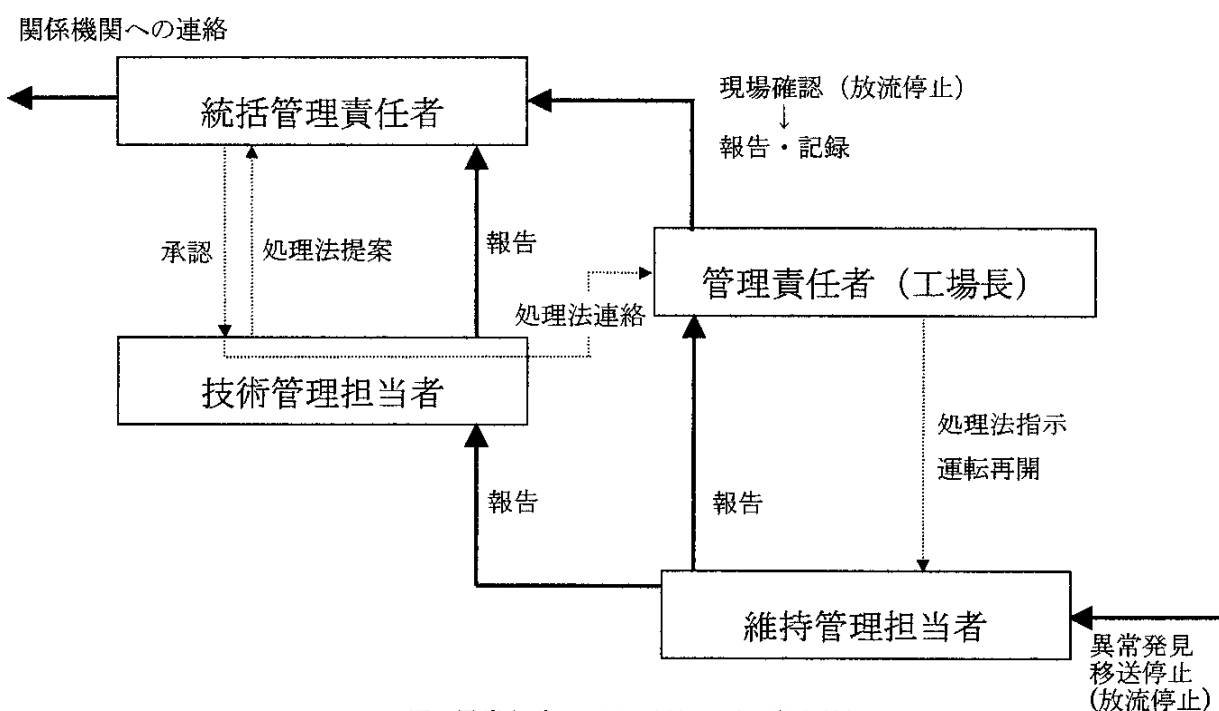 関係機関への連絡
統括管理責任者
現場確認（放流停止）
↓
報告・記録
承認
処理法提案
報告
管理責任者（工場長）
処理法連絡
技術管理担当者
処理法指示
運転再開
報告
報告
維持管理担当者
異常発見
移送停止
(放流停止)